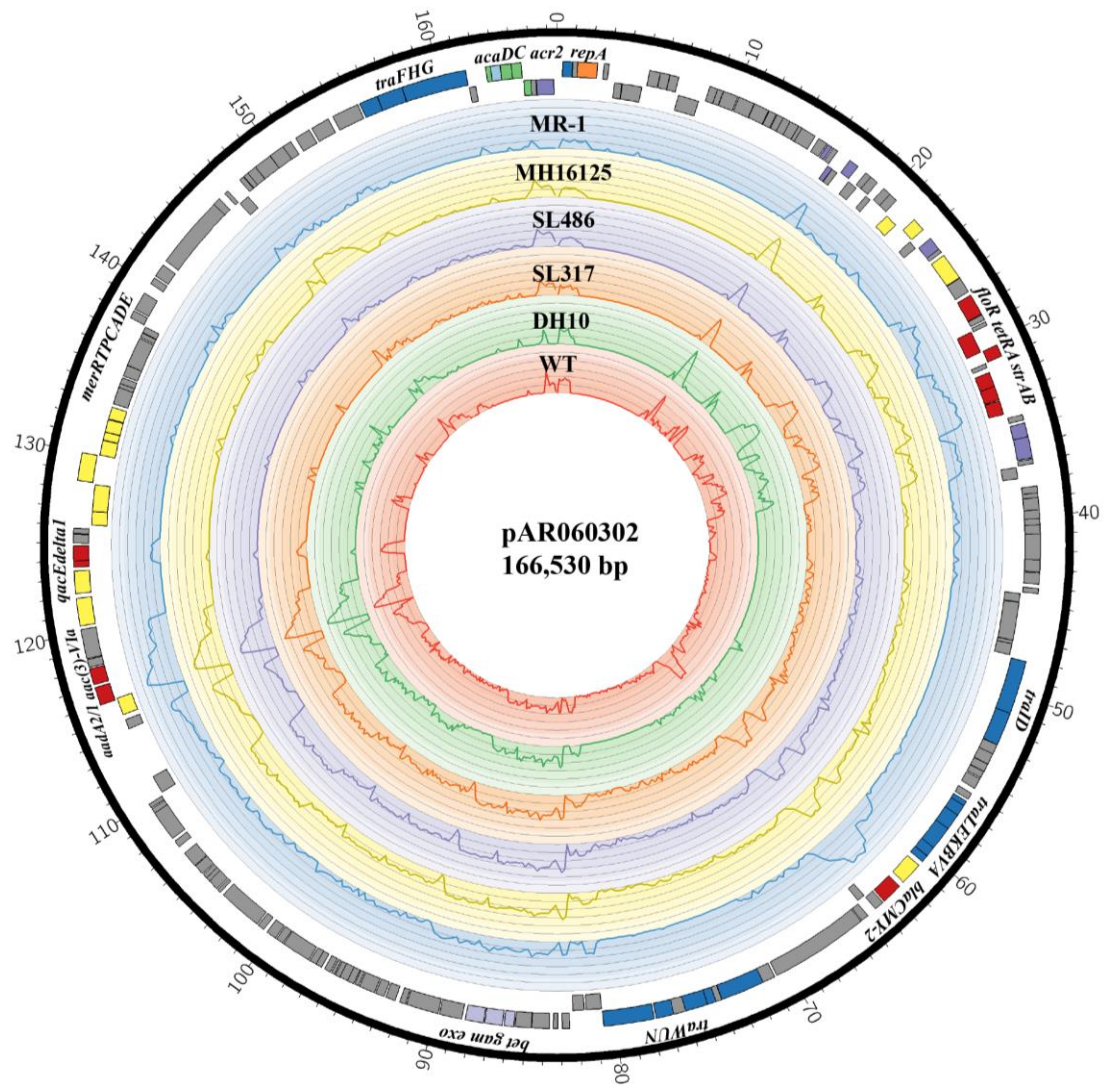 0
10
20
30
40
50
60
70
80
90
100
110
120
130
140
150
160
acaDC acr2 repA
floR tetRA strAB
traID
traLEKBVA
blaCMY-2
traWUN
bet gam exo
aadA2/1 aac(3)-VIa
qacEdelta1
merRTPCADE
traFHG
MR-1
MH16125
SL486
SL317
DH10
WT
pAR060302
166,530 bp